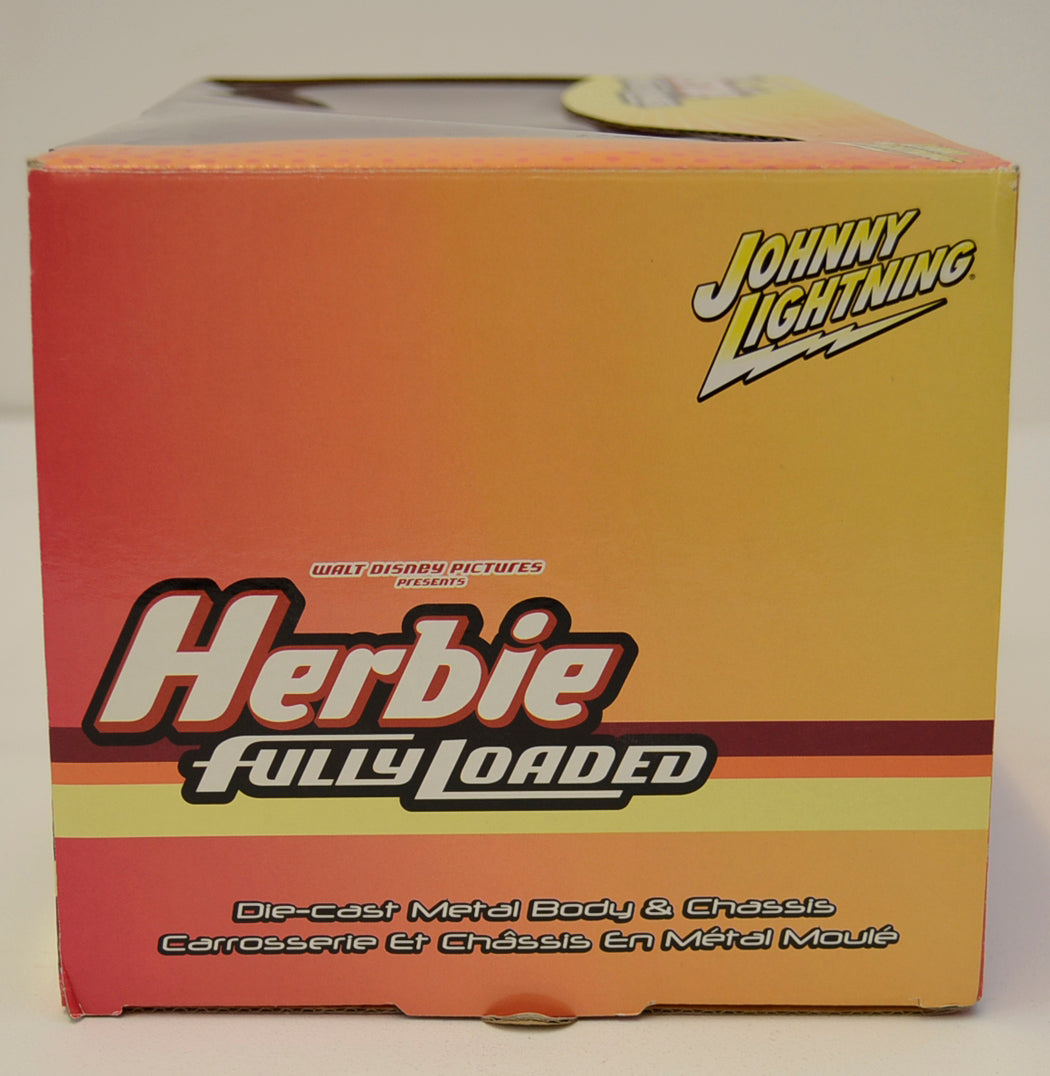 JOHNNY
LIGHTNING
WALT DISNEY PICTURES
PRESENTS
Herbie
FULLY LOADED
Die-cast Metal Body & Chassis
Carrosserie Et Châssis En Métal Moulé